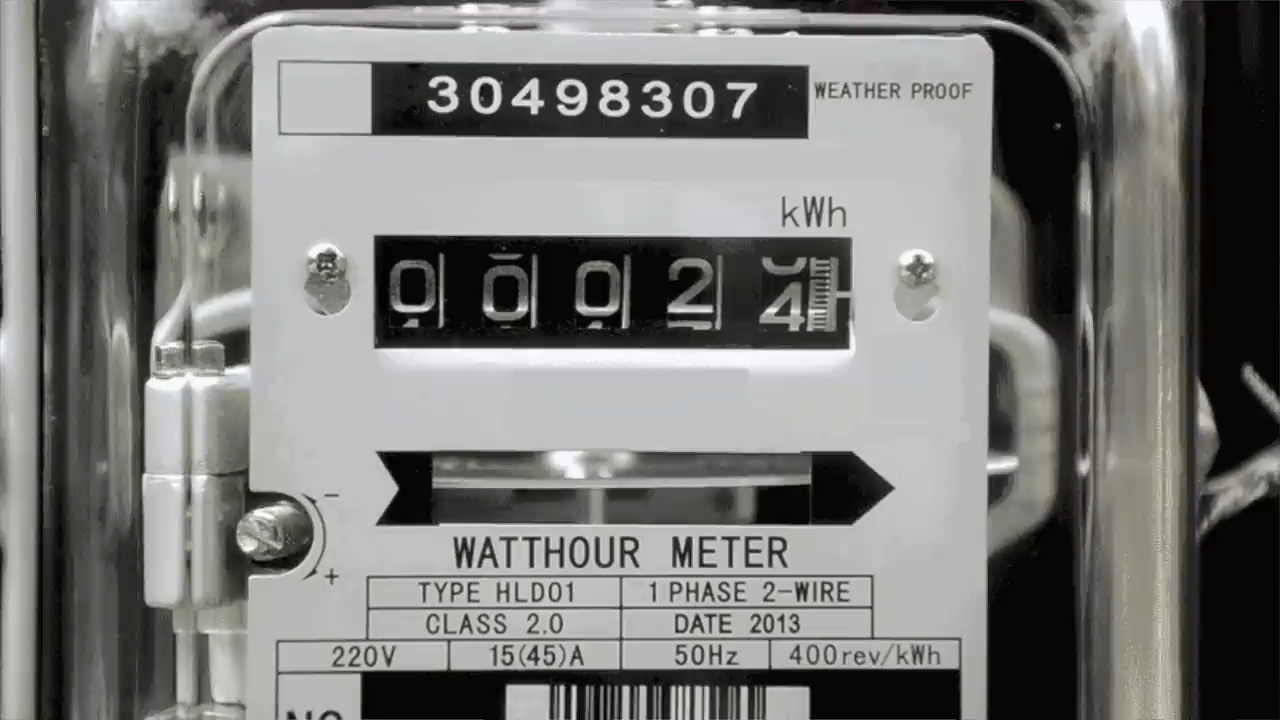 30498307 WEATHER PROOF
kWh
0 0 0 2 4
− 
WATTHOUR METER
+
TYPE HLD01 1 PHASE 2-WIRE
CLASS 2.0 DATE 2013
220V 15(45)A 50Hz 400rev/kWh